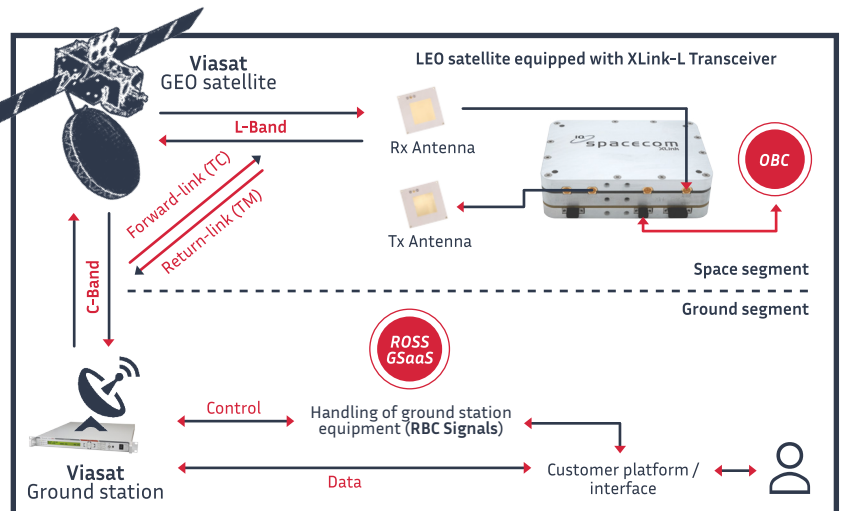 Viasat
GEO satellite
LEO satellite equipped with XLink-L Transceiver
L-Band
Rx Antenna
spacecom
XLink
OBC
Forward-link (TC)
Return-link (TM)
Tx Antenna
C-Band
Space segment
Ground segment
ROSS
GSaaS
Control
Handling of ground station
equipment (RBC Signals)
Viasat
Ground station
Data
Customer platform /
interface